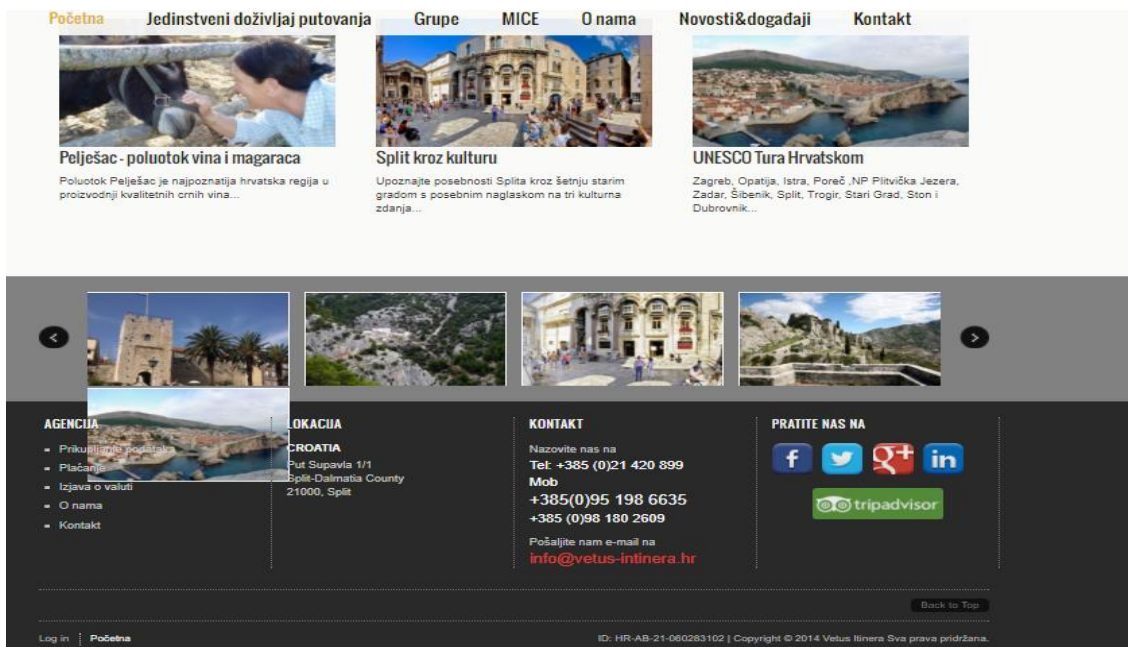 Početna Jedinstveni doživljaj putovanja Grupe MICE O nama Novosti&događaji Kontakt
Pelješac - poluotok vina i magaraca
Poluotok Pelješac je najpoznatija hrvatska regija u
proizvodnji kvalitetnih crnih vina...
Split kroz kulturu
Upoznajte posebnosti Splita kroz šetnju starim
gradom s posebnim naglaskom na tri kulturna
zdanja...
UNESCO Tura Hrvatskom
Zagreb, Opatija, Istra, Poreč ,NP Plitvička Jezera,
Zadar, Šibenik, Split, Trogir, Stari Grad, Ston i
Dubrovnik...
AGENCIJA
Prikupljanje podataka
Plaćanje
Izjava o valuti
O nama
Kontakt
LOKACIJA
CROATIA
Put Supavla 1/1
Split-Dalmatia County
21000, Split
KONTAKT
Nazovite nas na
Tel: +385 (0)21 420 899
Mob
+385(0)95 198 6635
+385 (0)98 180 2609
Pošaljite nam e-mail na
info@vetus-intinera.hr
PRATITE NAS NA
f g+ in
tripadvisor
Back to Top
Log in Početna
ID: HR-AB-21-060283102 | Copyright © 2014 Vetus Itinera Sva prava pridržana.